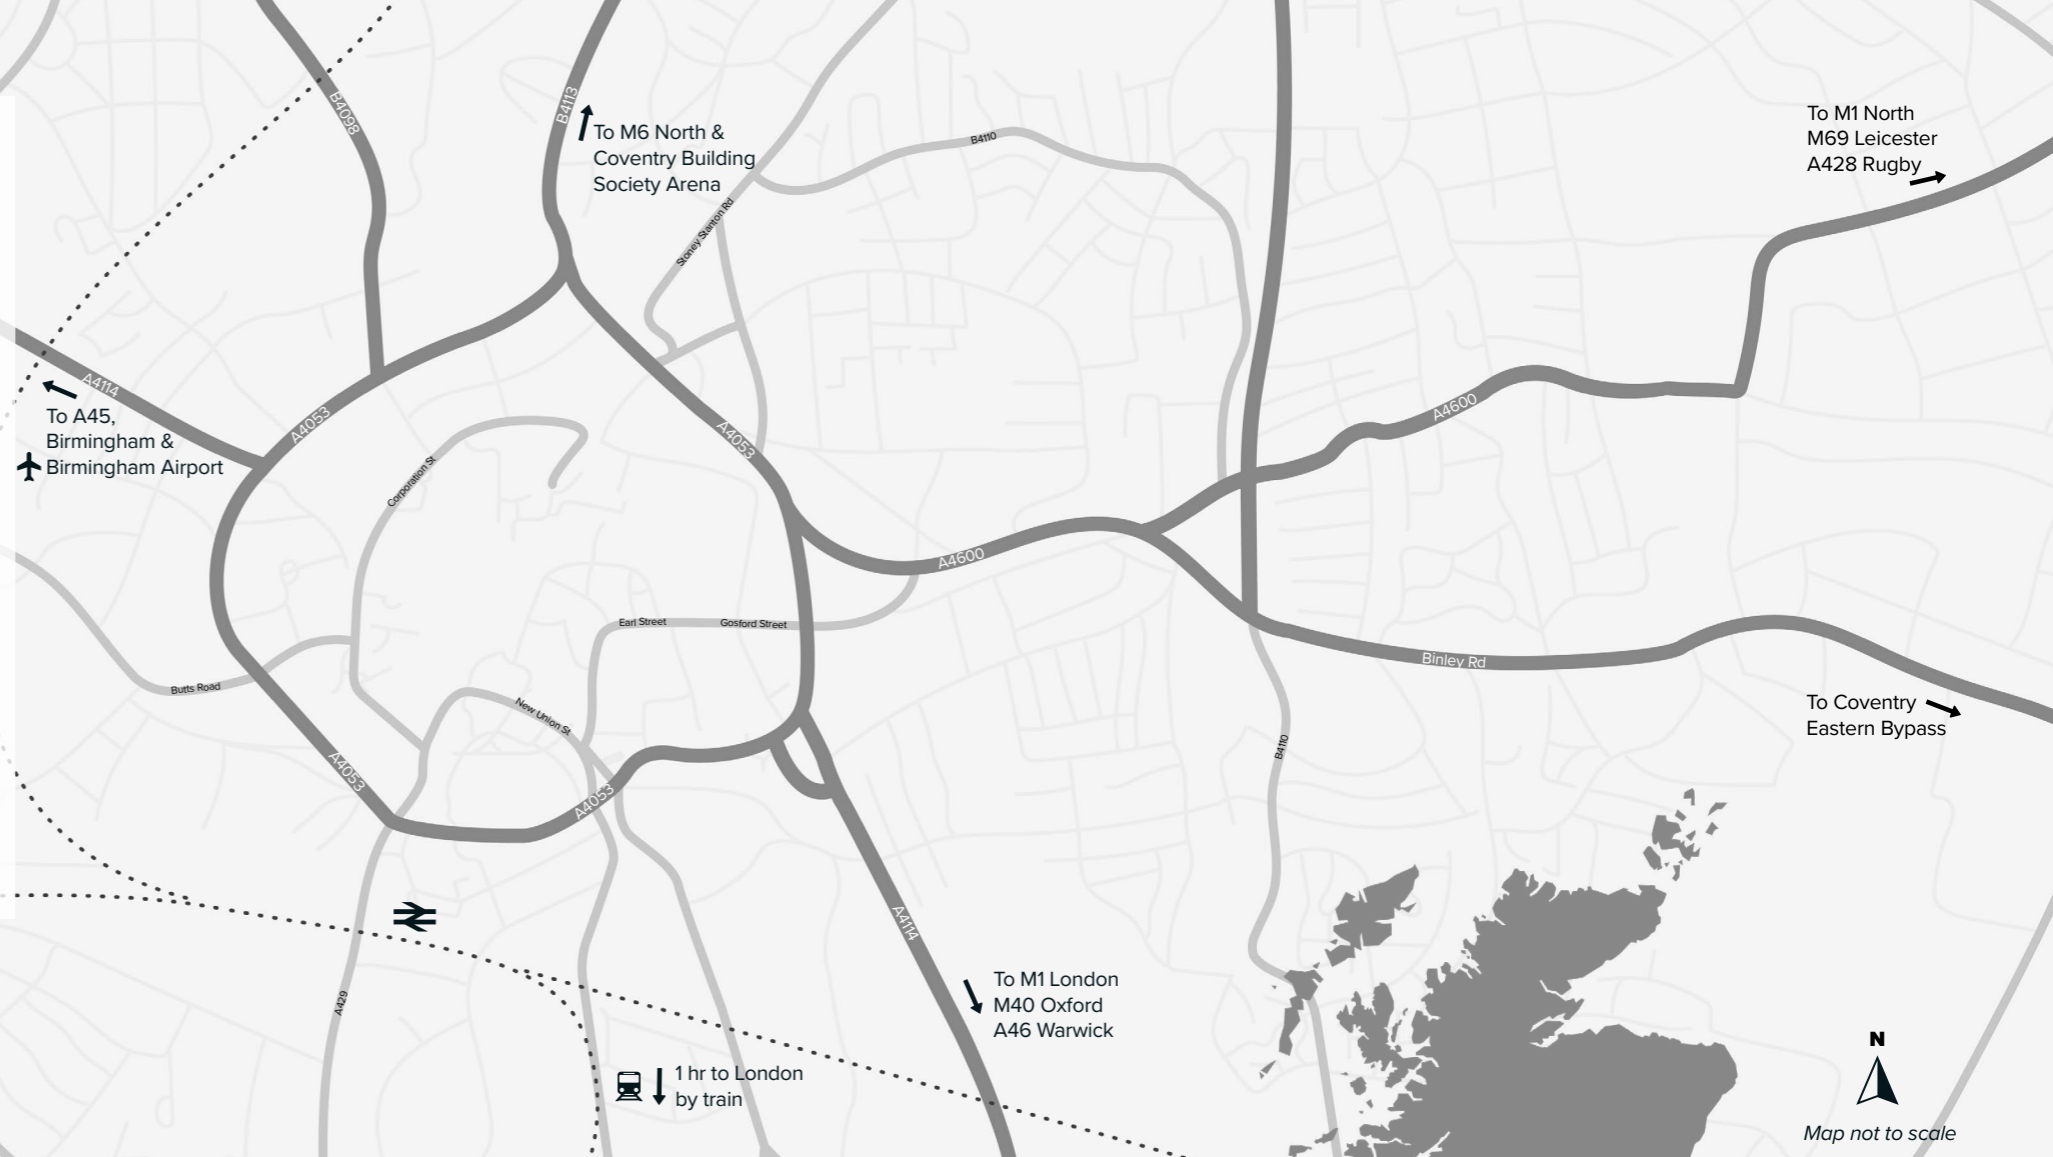 B4098
B4113
To M6 North &
Coventry Building
Society Arena
B4110
Stoney Stanton Rd
To M1 North
M69 Leicester
A428 Rugby
A4114
To A45,
Birmingham &
Birmingham Airport
A4053
A4053
Corporation St
A4600
A4600
Earl Street
Gosford Street
Binley Rd
Butts Road
New Union St
To Coventry
Eastern Bypass
B4110
A4053
A4053
A4114
A429
To M1 London
M40 Oxford
A46 Warwick
1 hr to London
by train
N
Map not to scale